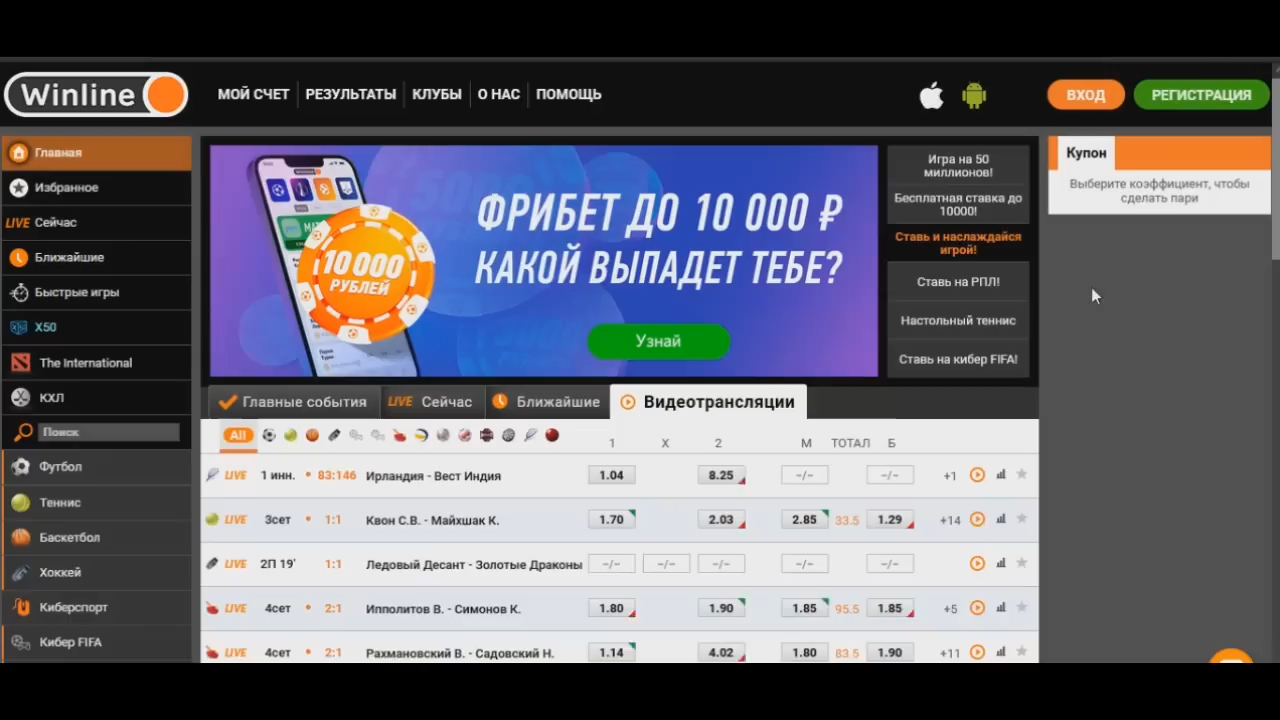 Winline
МОЙ СЧЕТ РЕЗУЛЬТАТЫ КЛУБЫ О НАС ПОМОЩЬ
ВХОД РЕГИСТРАЦИЯ
Главная
Избранное
LIVE Сейчас
Ближайшие
Быстрые игры
X50
The International
КХЛ
Поиск
Футбол
Теннис
Баскетбол
Хоккей
Киберспорт
Кибер FIFA
10 000
РУБЛЕЙ
ФРИБЕТ ДО 10 000 ₽
КАКОЙ ВЫПАДЕТ ТЕБЕ?
Узнай
Игра на 50
миллионов!
Бесплатная ставка до
10000!
Ставь и наслаждайся
игрой!
Ставь на РПЛ!
Настольный теннис
Ставь на кибер FIFA!
Купон
Выберите коэффициент, чтобы
сделать пари
Главные события LIVE Сейчас Ближайшие Видеотрансляции
All 1 X 2 М ТОТАЛ Б
LIVE 1 инн. 83:146 Ирландия - Вест Индия 1.04 8.25 -/- -/- +1
LIVE 3сет 1:1 Квон С.В. - Майхшак К. 1.70 2.03 2.85 33.5 1.29 +14
LIVE 2П 19' 1:1 Ледовый Десант - Золотые Драконы -/- -/- -/- -/- -/-
LIVE 4сет 2:1 Ипполитов В. - Симонов К. 1.80 1.90 1.85 95.5 1.85 +5
LIVE 4сет 2:1 Рахмановский В. - Садовский Н. 1.14 4.02 1.80 83.5 1.90 +11